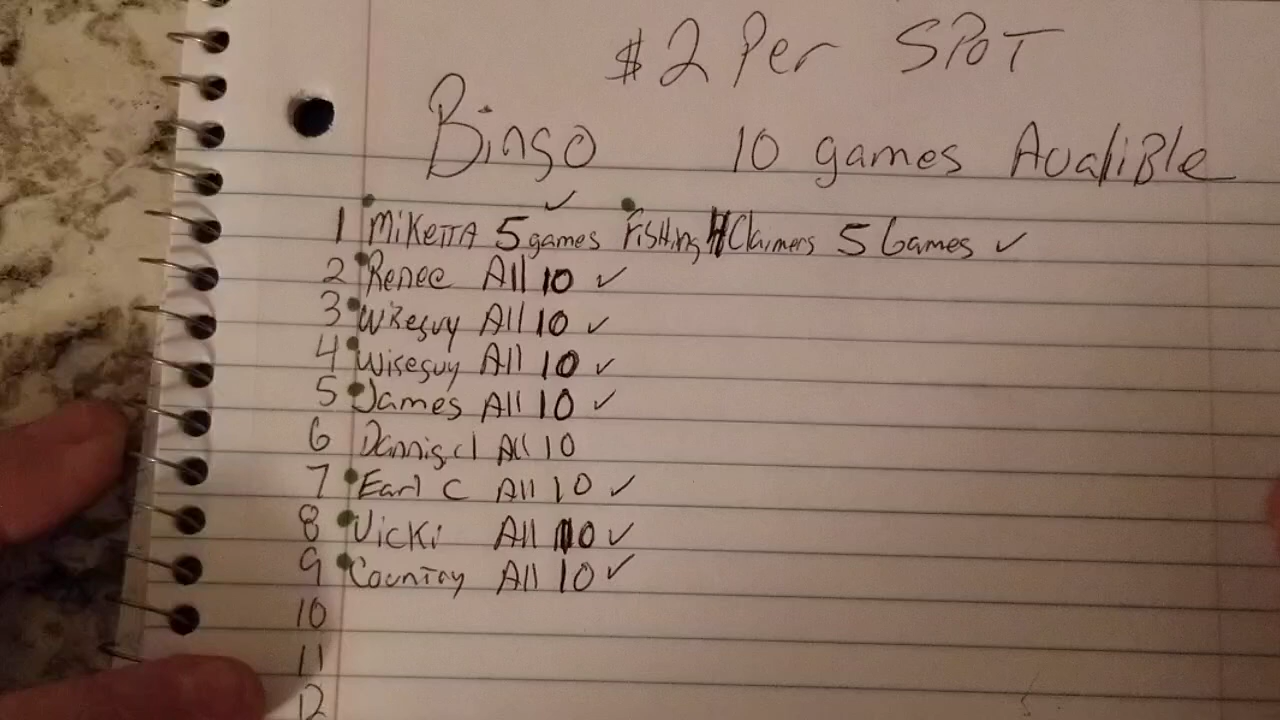 $2 Per SPOT
Bingo 10 games Avalible
1 MiKeTTA 5 games ✓ Fishing Claimers 5 Games ✓
2 Renee All 10 ✓
3 Wiseguy All 10 ✓
4 Wiseguy All 10 ✓
5 James All 10 ✓
6 Dennis.cl All 10
7 Earl C All 10 ✓
8 Vicki All 10 ✓
9 Country All 10 ✓
10
11
12